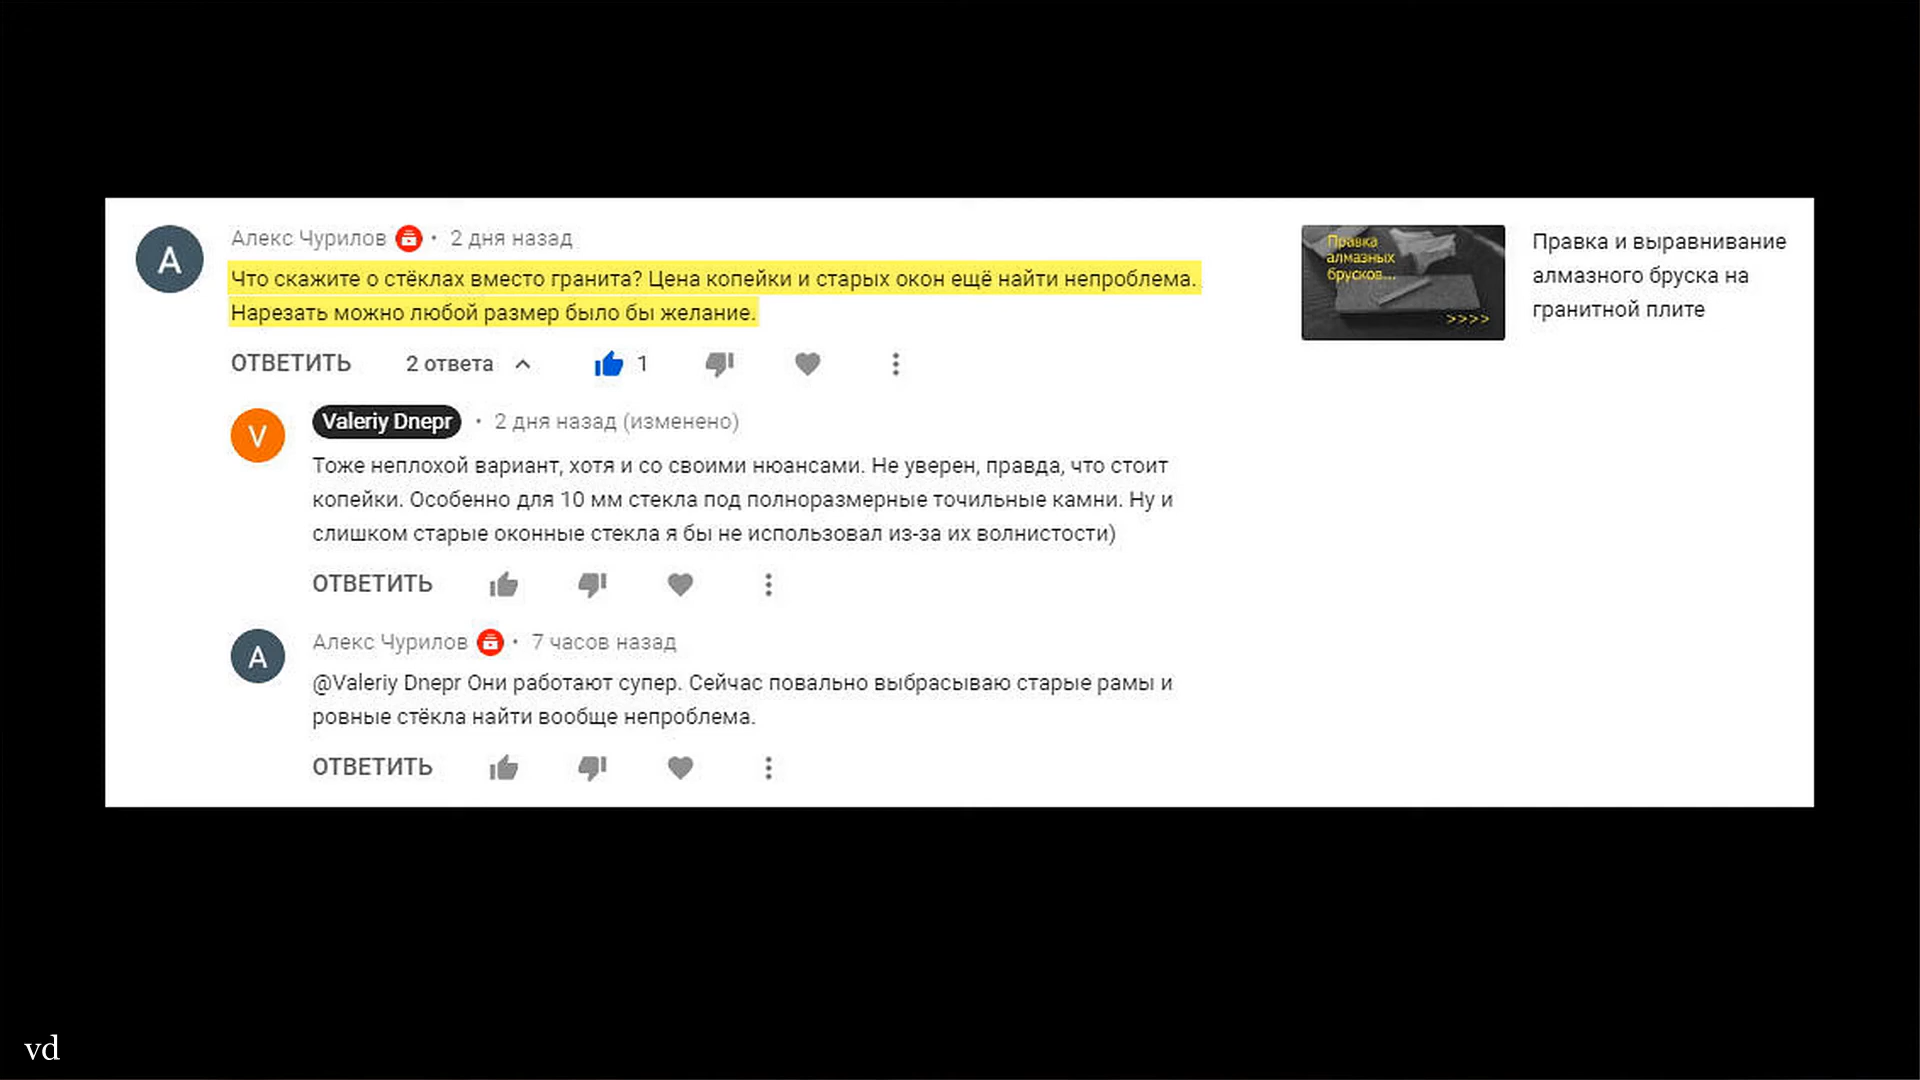 Алекс Чурилов • 2 дня назад
Что скажите о стёклах вместо гранита? Цена копейки и старых окон ещё найти непроблема.
Нарезать можно любой размер было бы желание.
ОТВЕТИТЬ 2 ответа 1
Valeriy Dnepr • 2 дня назад (изменено)
Тоже неплохой вариант, хотя и со своими нюансами. Не уверен, правда, что стоит
копейки. Особенно для 10 мм стекла под полноразмерные точильные камни. Ну и
слишком старые оконные стекла я бы не использовал из-за их волнистости)
ОТВЕТИТЬ
Алекс Чурилов • 7 часов назад
@Valeriy Dnepr Они работают супер. Сейчас повально выбрасываю старые рамы и
ровные стёкла найти вообще непроблема.
ОТВЕТИТЬ
Правка
алмазных
брусков...
>>>>
Правка и выравнивание
алмазного бруска на
гранитной плите
A
V
A
vd